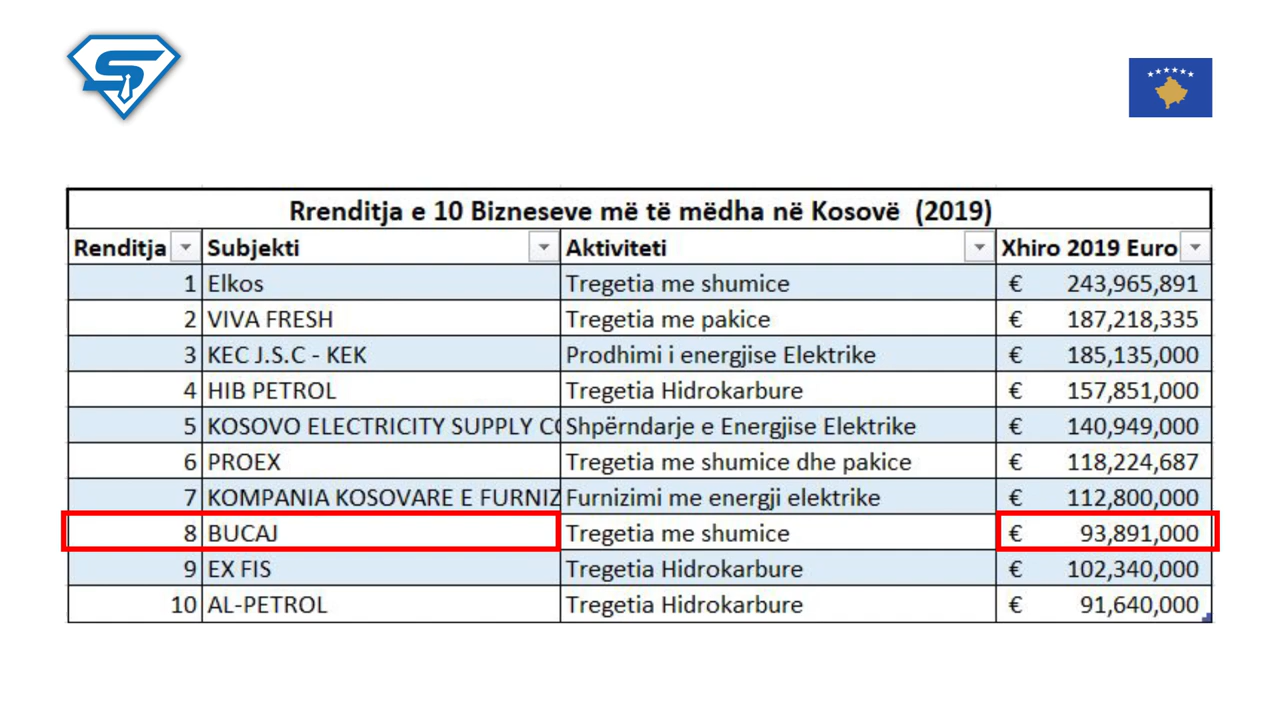 Rrenditja e 10 Bizneseve më të mëdha në Kosovë (2019)
Renditja Subjekti Aktiviteti Xhiro 2019 Euro
1 Elkos Tregetia me shumice € 243,965,891
2 VIVA FRESH Tregetia me pakice € 187,218,335
3 KEC J.S.C - KEK Prodhimi i energjise Elektrike € 185,135,000
4 HIB PETROL Tregetia Hidrokarbure € 157,851,000
5 KOSOVO ELECTRICITY SUPPLY Shpërndarje e Energjise Elektrike € 140,949,000
6 PROEX Tregetia me shumice dhe pakice € 118,224,687
7 KOMPANIA KOSOVARE E FURNIZ Furnizimi me energji elektrike € 112,800,000
8 BUCAJ Tregetia me shumice € 93,891,000
9 EX FIS Tregetia Hidrokarbure € 102,340,000
10 AL-PETROL Tregetia Hidrokarbure € 91,640,000